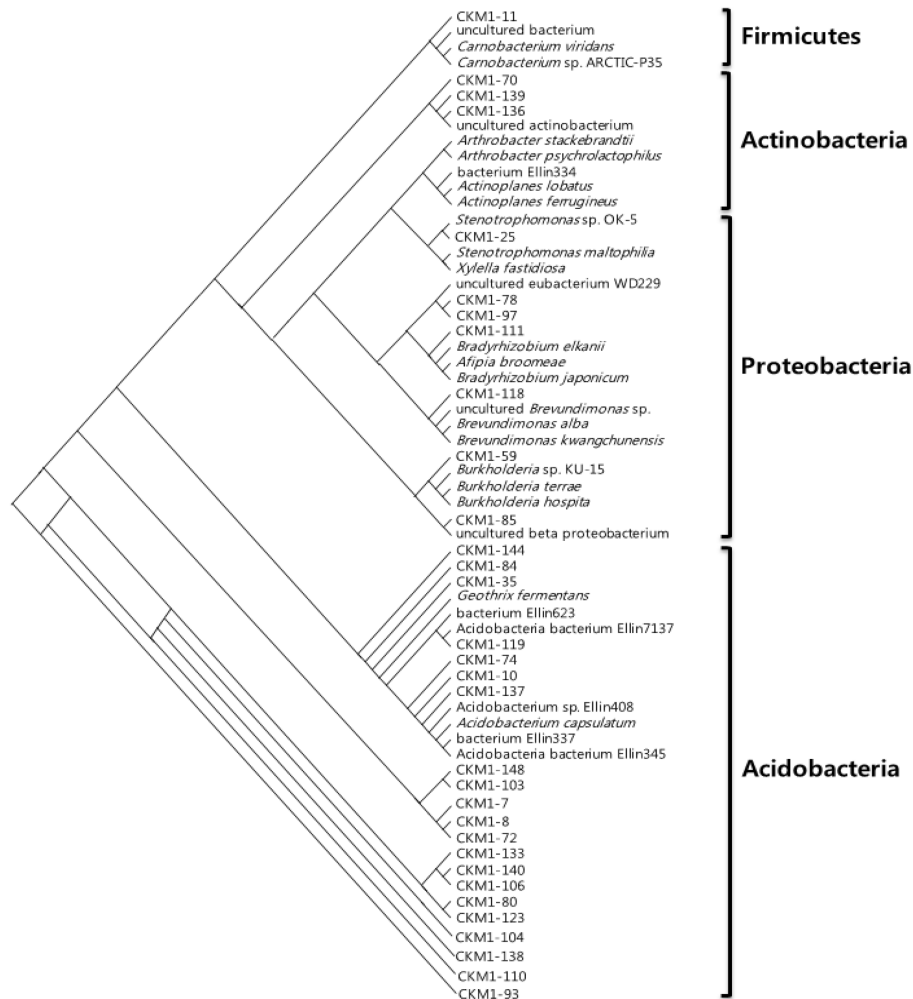 CKM1-11
uncultured bacterium
Carnobacterium viridans
Carnobacterium sp. ARCTIC-P35
Firmicutes
CKM1-70
CKM1-139
CKM1-136
uncultured actinobacterium
Arthrobacter stackebrandtii
Arthrobacter psychrolactophilus
bacterium Ellin334
Actinoplanes lobatus
Actinoplanes ferrugineus
Actinobacteria
Stenotrophomonas sp. OK-5
CKM1-25
Stenotrophomonas maltophilia
Xylella fastidiosa
uncultured eubacterium WD229
CKM1-78
CKM1-97
CKM1-111
Bradyrhizobium elkanii
Afipia broomeae
Bradyrhizobium japonicum
CKM1-118
uncultured Brevundimonas sp.
Brevundimonas alba
Brevundimonas kwangchunensis
CKM1-59
Burkholderia sp. KU-15
Burkholderia terrae
Burkholderia hospita
CKM1-85
uncultured beta proteobacterium
Proteobacteria
CKM1-144
CKM1-84
CKM1-35
Geothrix fermentans
bacterium Ellin623
Acidobacteria bacterium Ellin7137
CKM1-119
CKM1-74
CKM1-10
CKM1-137
Acidobacterium sp. Ellin408
Acidobacterium capsulatum
bacterium Ellin337
Acidobacteria bacterium Ellin345
CKM1-148
CKM1-103
CKM1-7
CKM1-8
CKM1-72
CKM1-133
CKM1-140
CKM1-106
CKM1-80
CKM1-123
CKM1-104
CKM1-138
CKM1-110
CKM1-93
Acidobacteria